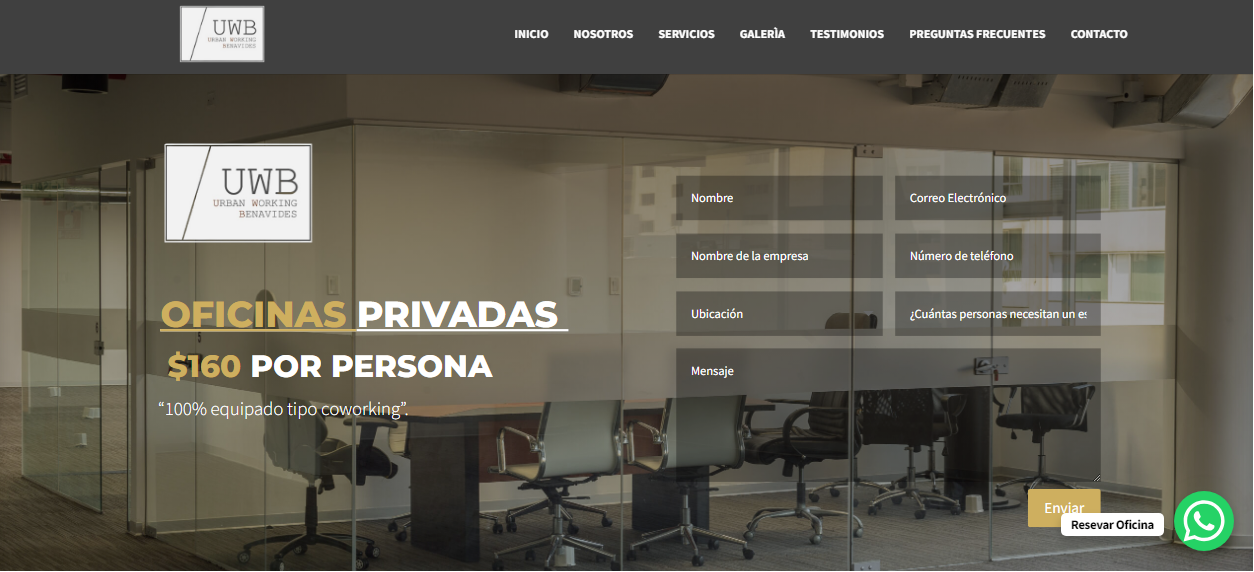 UWB
URBAN WORKING
BENAVIDES
INICIO NOSOTROS SERVICIOS GALERÌA TESTIMONIOS PREGUNTAS FRECUENTES CONTACTO
UWB
URBAN WORKING
BENAVIDES
OFICINAS PRIVADAS
$160 POR PERSONA
“100% equipado tipo coworking”.
Nombre
Correo Electrónico
Nombre de la empresa
Número de teléfono
Ubicación
¿Cuántas personas necesitan un es
Mensaje
Enviar
Resevar Oficina